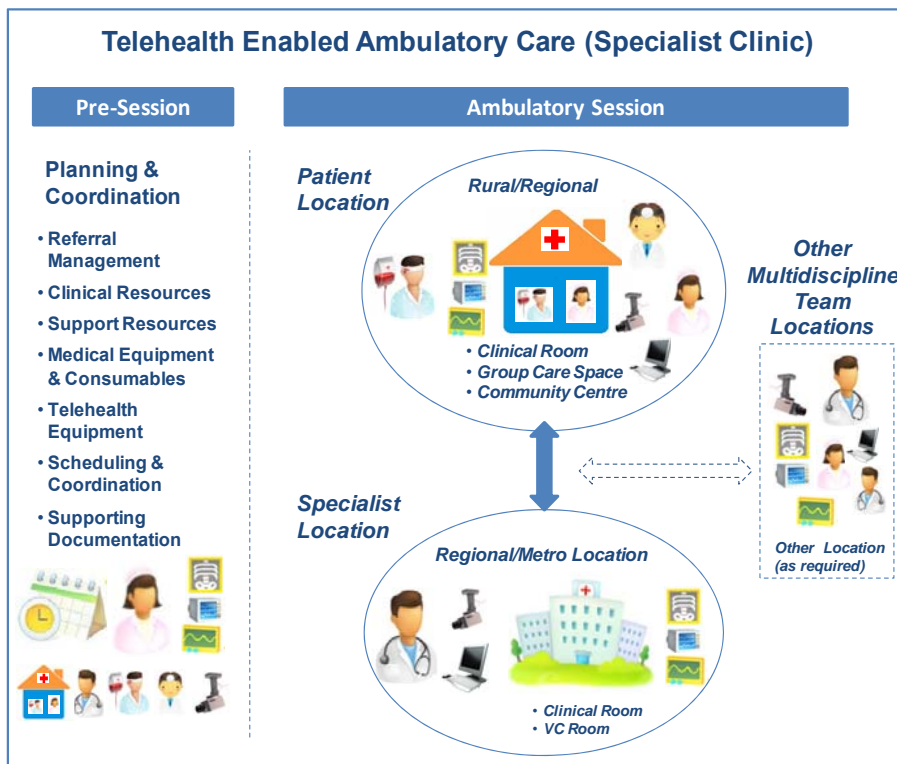 Telehealth Enabled Ambulatory Care (Specialist Clinic)
Pre-Session
Planning &
Coordination
• Referral
Management
• Clinical Resources
• Support Resources
• Medical Equipment
& Consumables
• Telehealth
Equipment
• Scheduling &
Coordination
• Supporting
Documentation
Ambulatory Session
Patient
Location
Rural/Regional
• Clinical Room
• Group Care Space
• Community Centre
Other
Multidiscipline
Team
Locations
Other Location
(as required)
Specialist
Location
Regional/Metro Location
• Clinical Room
• VC Room